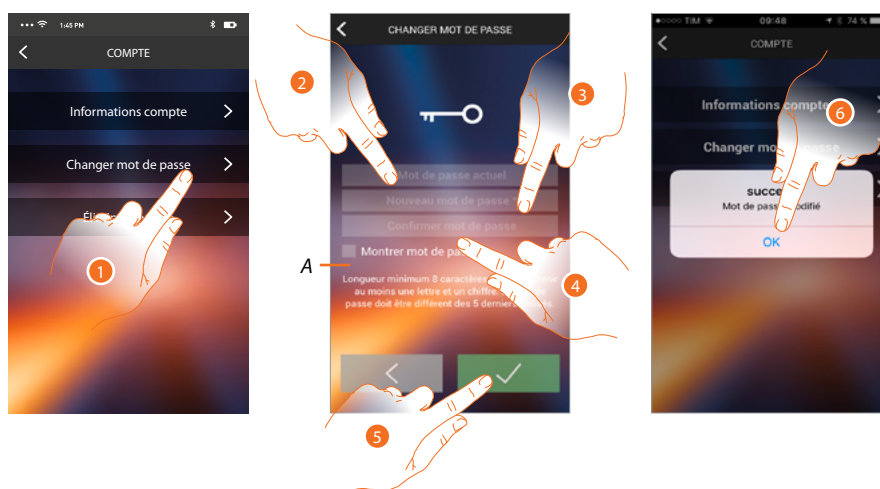 1:45 PM
COMPTE
Informations compte
Changer mot de passe
1
CHANGER MOT DE PASSE
2
3
Mot de passe actuel
Nouveau mot de passe
Confirmer mot de passe
Montrer mot de pa
A
4
Longueur minimum 8 caractères
au moins une lettre et un chiffre.
passe doit être différent des 5 derniers
5
TIM
09:48
74 %
COMPTE
Informations compte
6
Changer mo
succe
Mot de pass odifié
OK